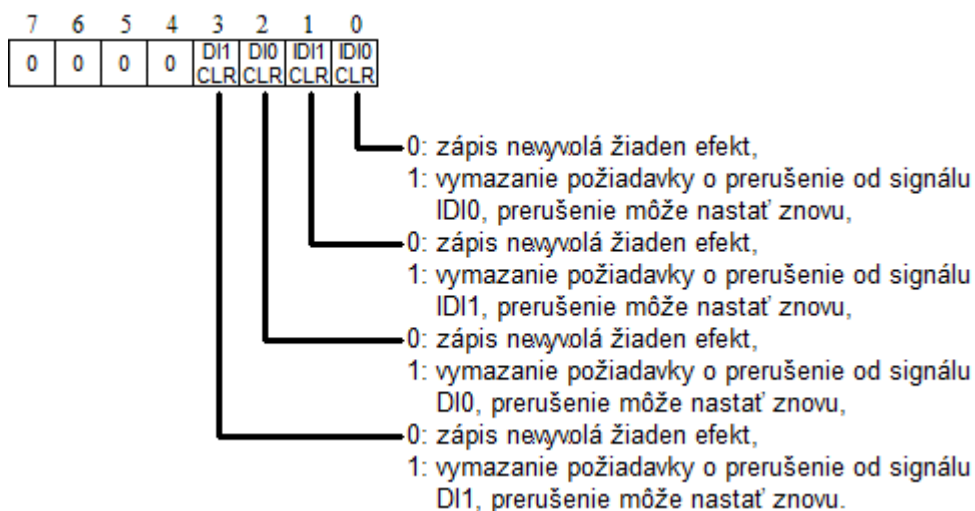 7 6 5 4 3 2 1 0
0 0 0 0 DI1 CLR DI0 CLR IDI1 CLR IDI0 CLR
0: zápis nevyvolá žiaden efekt,
1: vymazanie požiadavky o prerušenie od signálu
IDI0, prerušenie môže nastať znovu,
0: zápis nevyvolá žiaden efekt,
1: vymazanie požiadavky o prerušenie od signálu
IDI1, prerušenie môže nastať znovu,
0: zápis nevyvolá žiaden efekt,
1: vymazanie požiadavky o prerušenie od signálu
DI0, prerušenie môže nastať znovu,
0: zápis nevyvolá žiaden efekt,
1: vymazanie požiadavky o prerušenie od signálu
DI1, prerušenie môže nastať znovu.